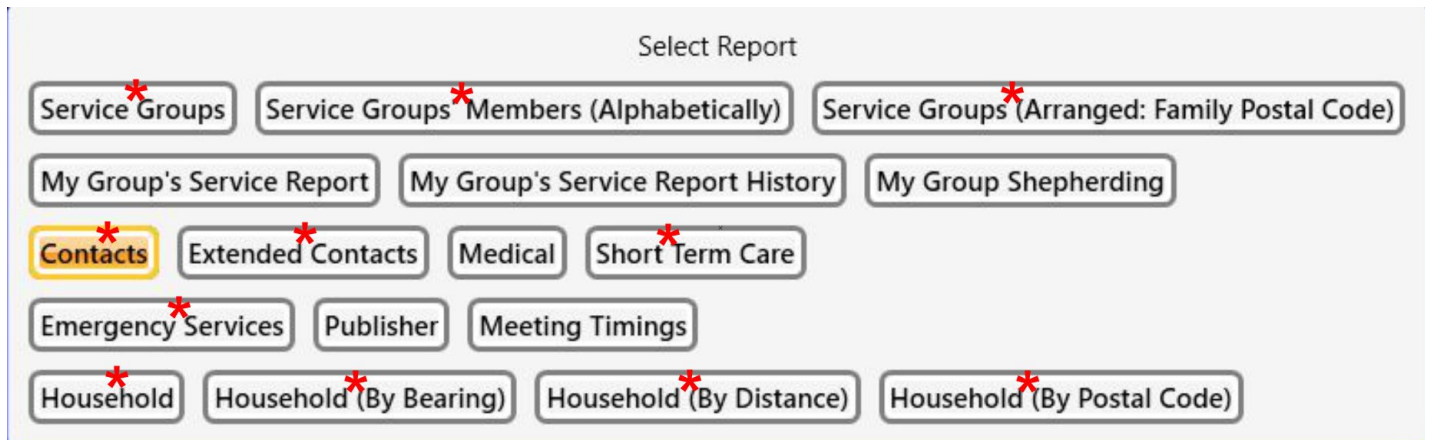 Select Report
Service Groups Service Groups' Members (Alphabetically) Service Groups (Arranged: Family Postal Code)
My Group's Service Report My Group's Service Report History My Group Shepherding
Contacts Extended Contacts Medical Short Term Care
Emergency Services Publisher Meeting Timings
Household Household (By Bearing) Household (By Distance) Household (By Postal Code)